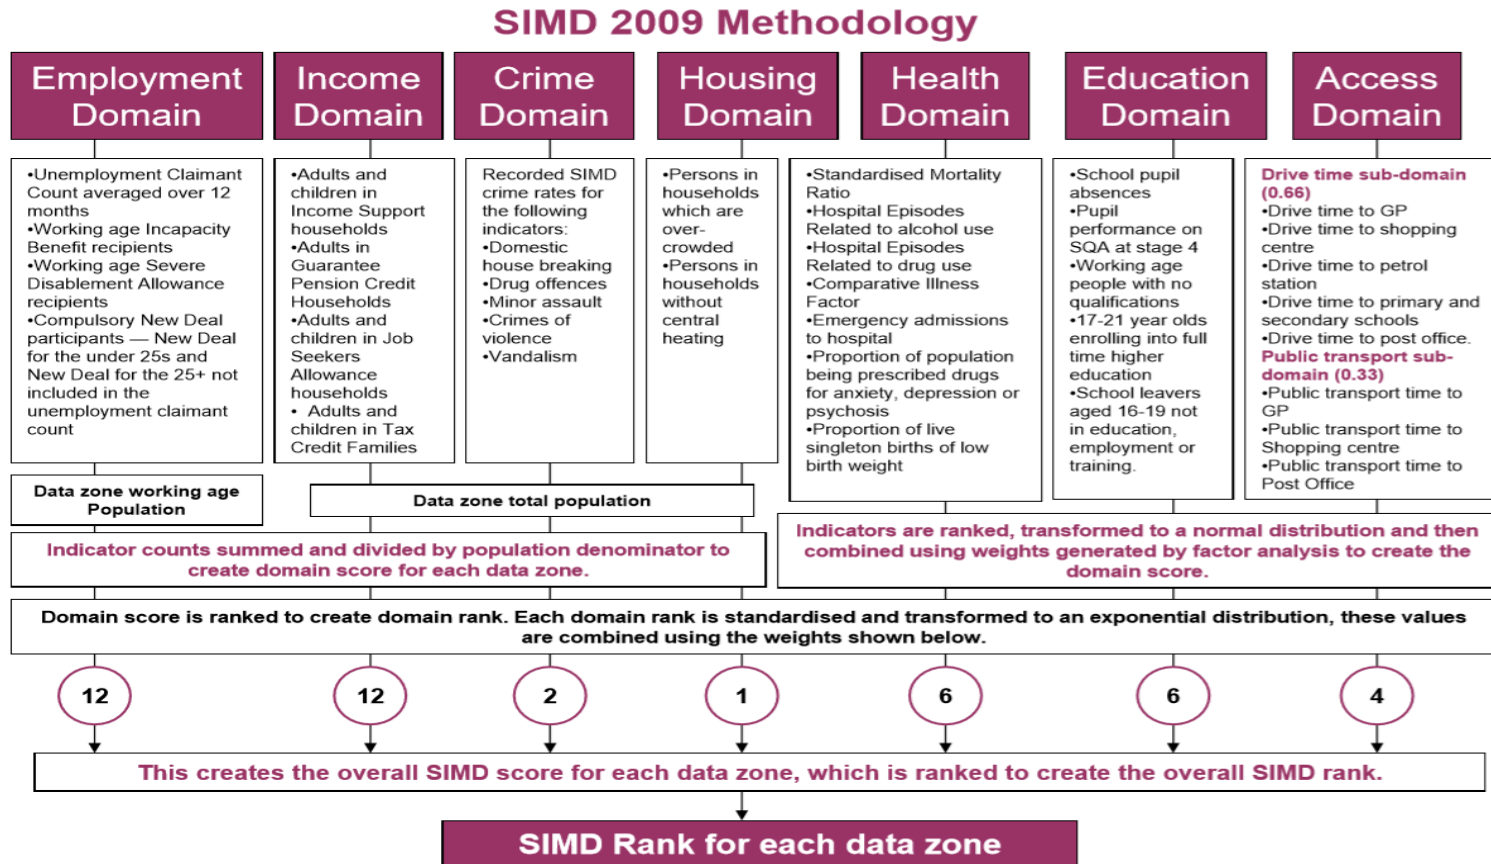 SIMD 2009 Methodology
Employment
Domain
Income
Domain
Crime
Domain
Housing
Domain
Health
Domain
Education
Domain
Access
Domain
•Unemployment Claimant
Count averaged over 12
months
•Working age Incapacity
Benefit recipients
•Working age Severe
Disablement Allowance
recipients
•Compulsory New Deal
participants — New Deal
for the under 25s and
New Deal for the 25+ not
included in the
unemployment claimant
count
•Adults and
children in
Income Support
households
•Adults in
Guarantee
Pension Credit
Households
•Adults and
children in Job
Seekers
Allowance
households
• Adults and
children in Tax
Credit Families
Recorded SIMD
crime rates for
the following
indicators:
•Domestic
house breaking
•Drug offences
•Minor assault
•Crimes of
violence
•Vandalism
•Persons in
households
which are
over-
crowded
•Persons in
households
without
central
heating
•Standardised Mortality
Ratio
•Hospital Episodes
Related to alcohol use
•Hospital Episodes
Related to drug use
•Comparative Illness
Factor
•Emergency admissions
to hospital
•Proportion of population
being prescribed drugs
for anxiety, depression or
psychosis
•Proportion of live
singleton births of low
birth weight
•School pupil
absences
•Pupil
performance on
SQA at stage 4
•Working age
people with no
qualifications
•17-21 year olds
enrolling into full
time higher
education
•School leavers
aged 16-19 not
in education,
employment or
training.
Drive time sub-domain
(0.66)
•Drive time to GP
•Drive time to shopping
centre
•Drive time to petrol
station
•Drive time to primary and
secondary schools
•Drive time to post office.
Public transport sub-
domain (0.33)
•Public transport time to
GP
•Public transport time to
Shopping centre
•Public transport time to
Post Office
Data zone working age
Population
Data zone total population
Indicator counts summed and divided by population denominator to
create domain score for each data zone.
Indicators are ranked, transformed to a normal distribution and then
combined using weights generated by factor analysis to create the
domain score.
Domain score is ranked to create domain rank. Each domain rank is standardised and transformed to an exponential distribution, these values
are combined using the weights shown below.
12
12
2
1
6
6
4
This creates the overall SIMD score for each data zone, which is ranked to create the overall SIMD rank.
SIMD Rank for each data zone